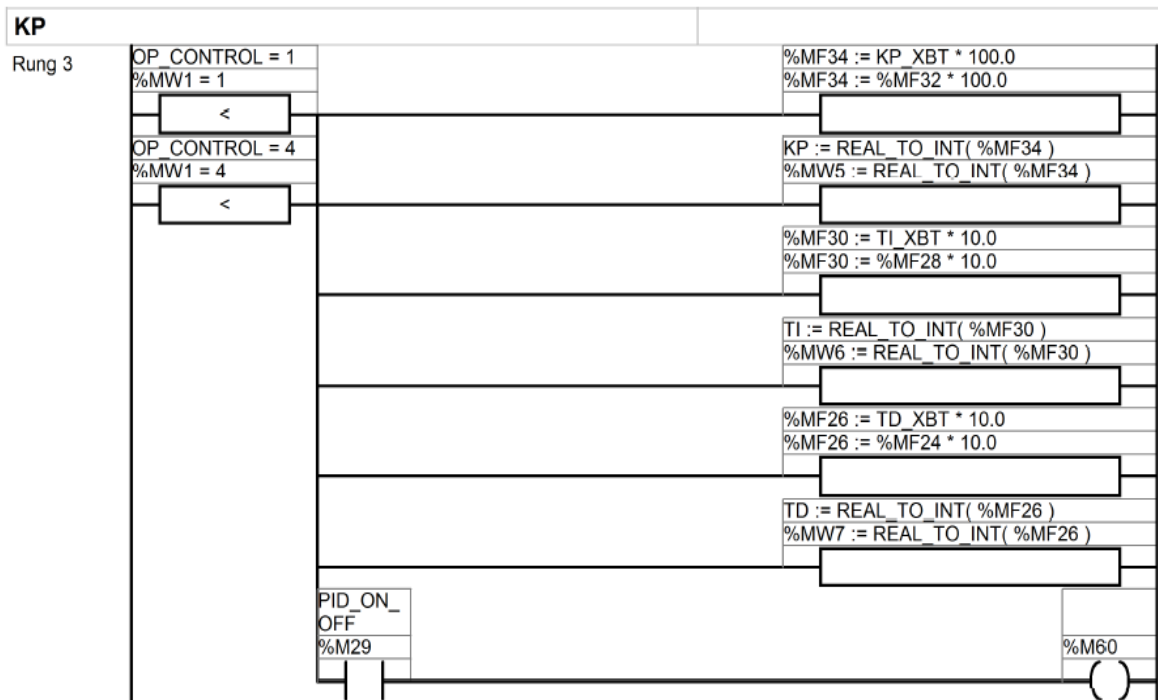 KP
Rung 3
OP_CONTROL = 1
%MW1 = 1
<
%MF34 := KP_XBT * 100.0
%MF34 := %MF32 * 100.0
OP_CONTROL = 4
%MW1 = 4
<
KP := REAL_TO_INT( %MF34 )
%MW5 := REAL_TO_INT( %MF34 )
%MF30 := TI_XBT * 10.0
%MF30 := %MF28 * 10.0
TI := REAL_TO_INT( %MF30 )
%MW6 := REAL_TO_INT( %MF30 )
%MF26 := TD_XBT * 10.0
%MF26 := %MF24 * 10.0
TD := REAL_TO_INT( %MF26 )
%MW7 := REAL_TO_INT( %MF26 )
PID_ON_
OFF
%M29
%M60